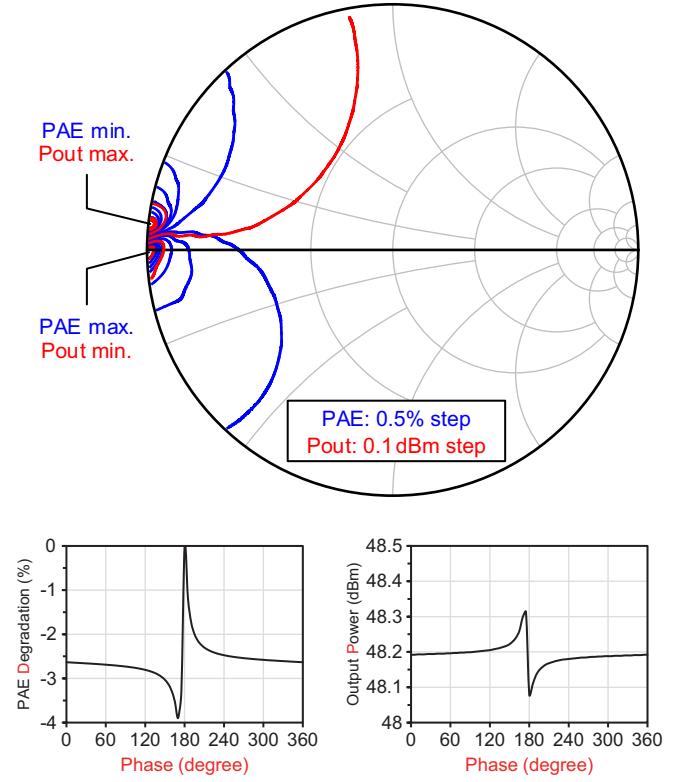 PAE min.
Pout max.
PAE max.
Pout min.
PAE: 0.5% step
Pout: 0.1 dBm step
PAE Degradation (%)
0
-1
-2
-3
-4
0 60 120 180 240 300 360
Phase (degree)
Output Power (dBm)
48.5
48.4
48.3
48.2
48.1
48
0 60 120 180 240 300 360
Phase (degree)